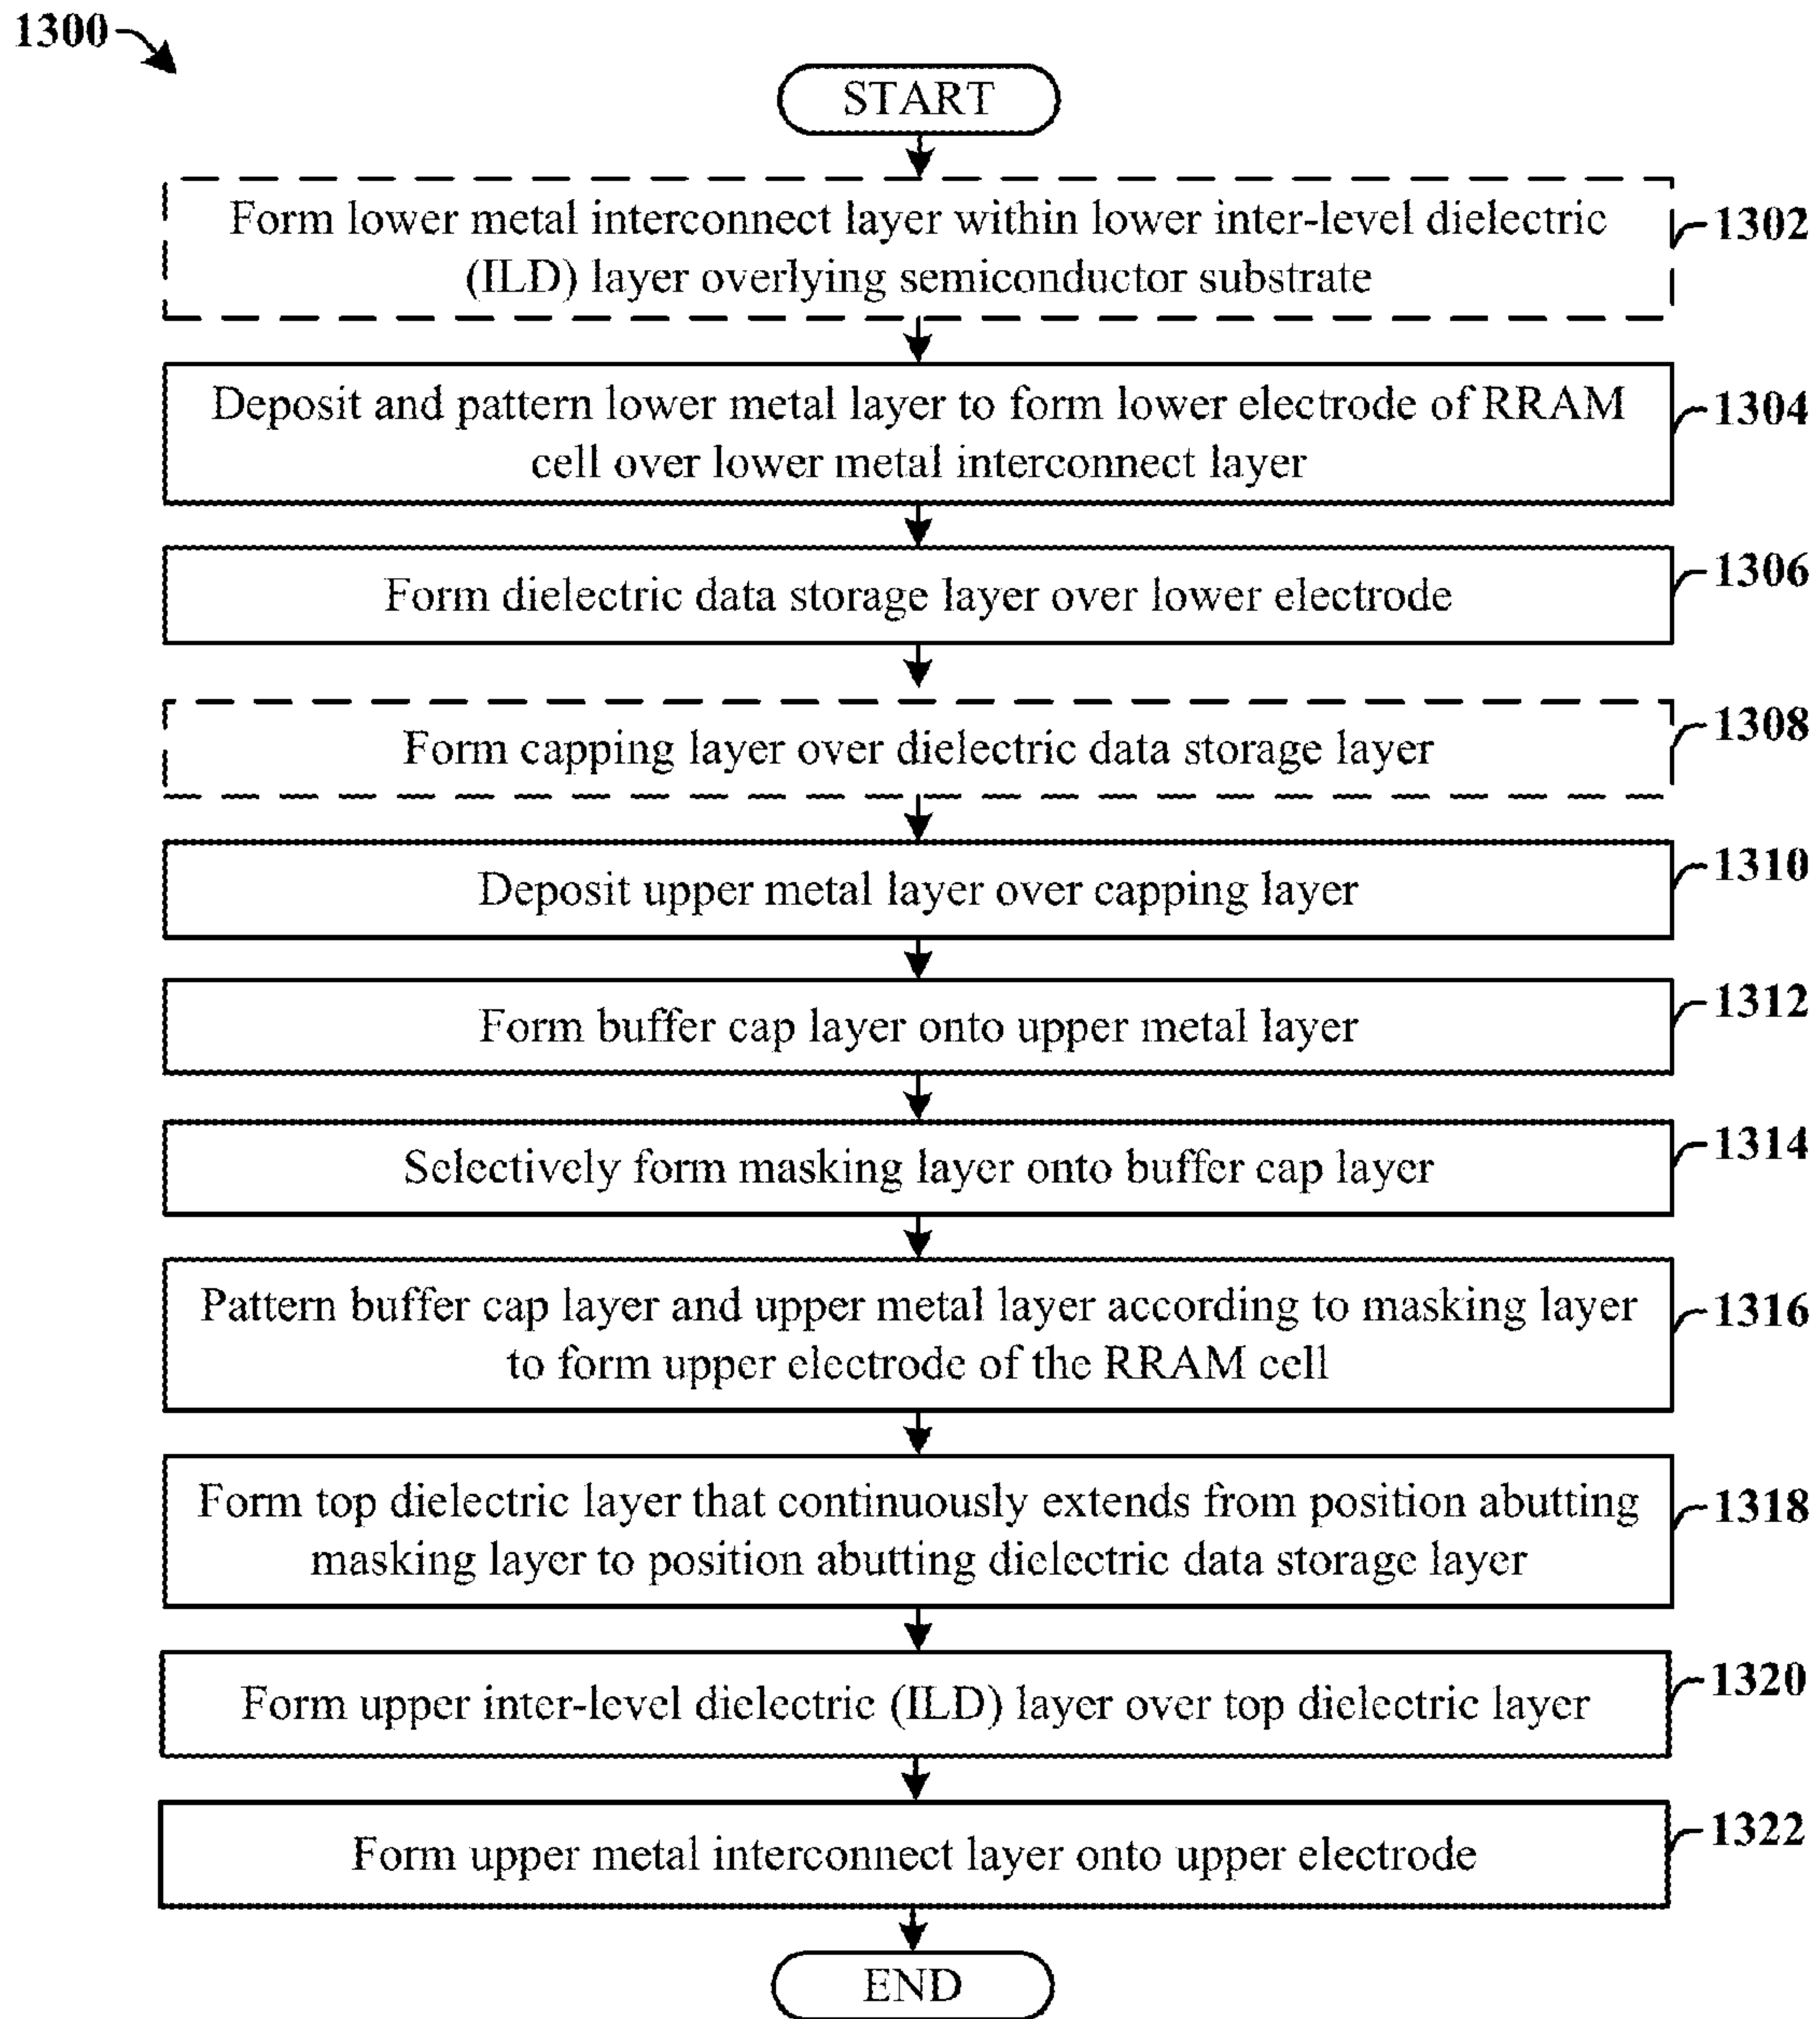 1300
START
Form lower metal interconnect layer within lower inter-level dielectric
(ILD) layer overlying semiconductor substrate
1302
Deposit and pattern lower metal layer to form lower electrode of RRAM
cell over lower metal interconnect layer
1304
Form dielectric data storage layer over lower electrode
1306
Form capping layer over dielectric data storage layer
1308
Deposit upper metal layer over capping layer
1310
Form buffer cap layer onto upper metal layer
1312
Selectively form masking layer onto buffer cap layer
1314
Pattern buffer cap layer and upper metal layer according to masking layer
to form upper electrode of the RRAM cell
1316
Form top dielectric layer that continuously extends from position abutting
masking layer to position abutting dielectric data storage layer
1318
Form upper inter-level dielectric (ILD) layer over top dielectric layer
1320
Form upper metal interconnect layer onto upper electrode
1322
END